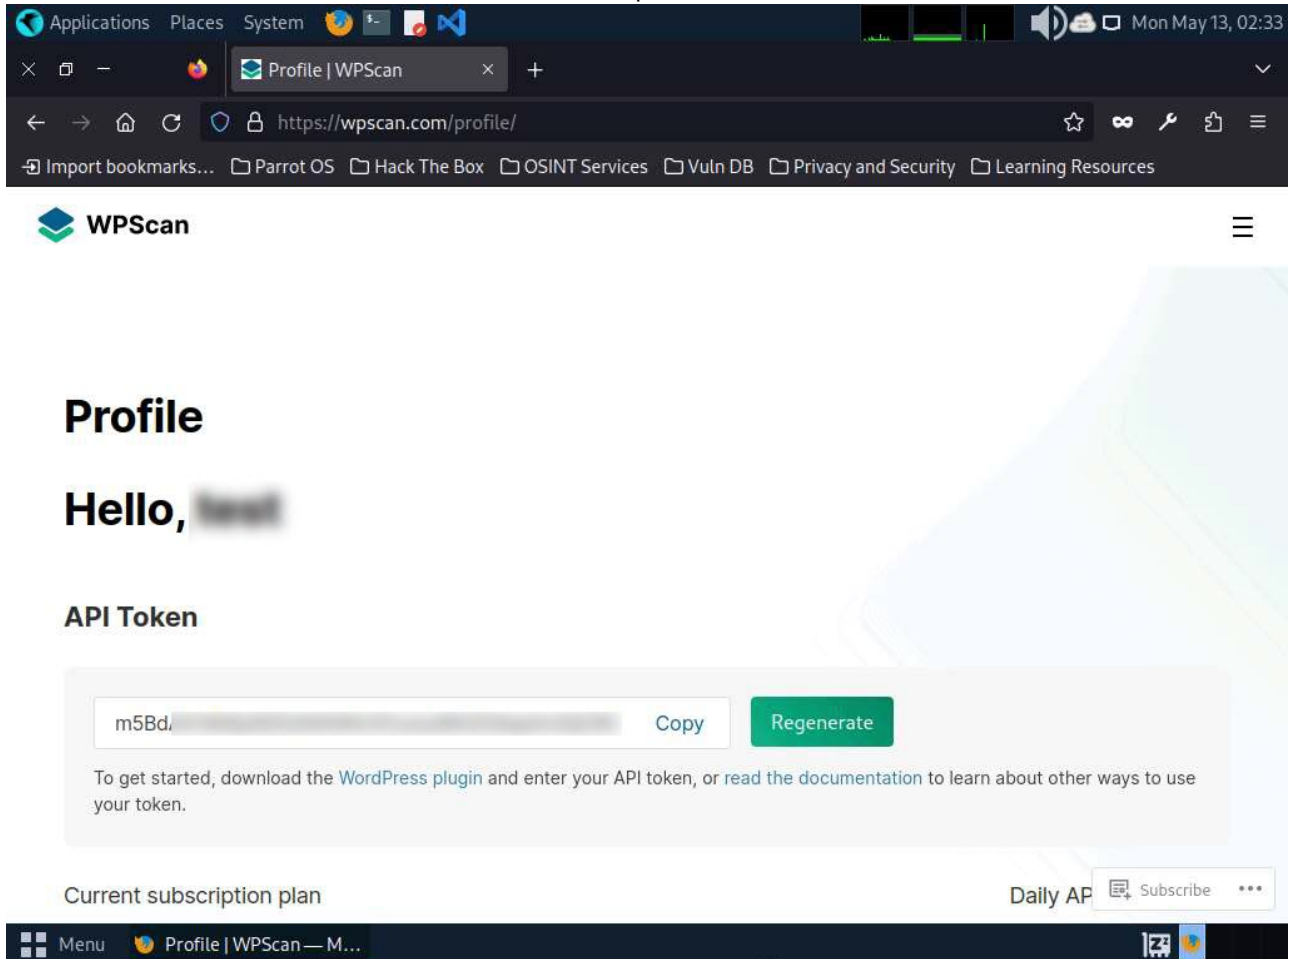 Applications Places System Mon May 13, 02:33
Profile | WPScan
https://wpscan.com/profile/
Import bookmarks... Parrot OS Hack The Box OSINT Services Vuln DB Privacy and Security Learning Resources
WPScan
Profile
Hello,
API Token
m5Bd Copy Regenerate
To get started, download the WordPress plugin and enter your API token, or read the documentation to learn about other ways to use
your token.
Current subscription plan Daily AP Subscribe
Menu Profile | WPScan — M...